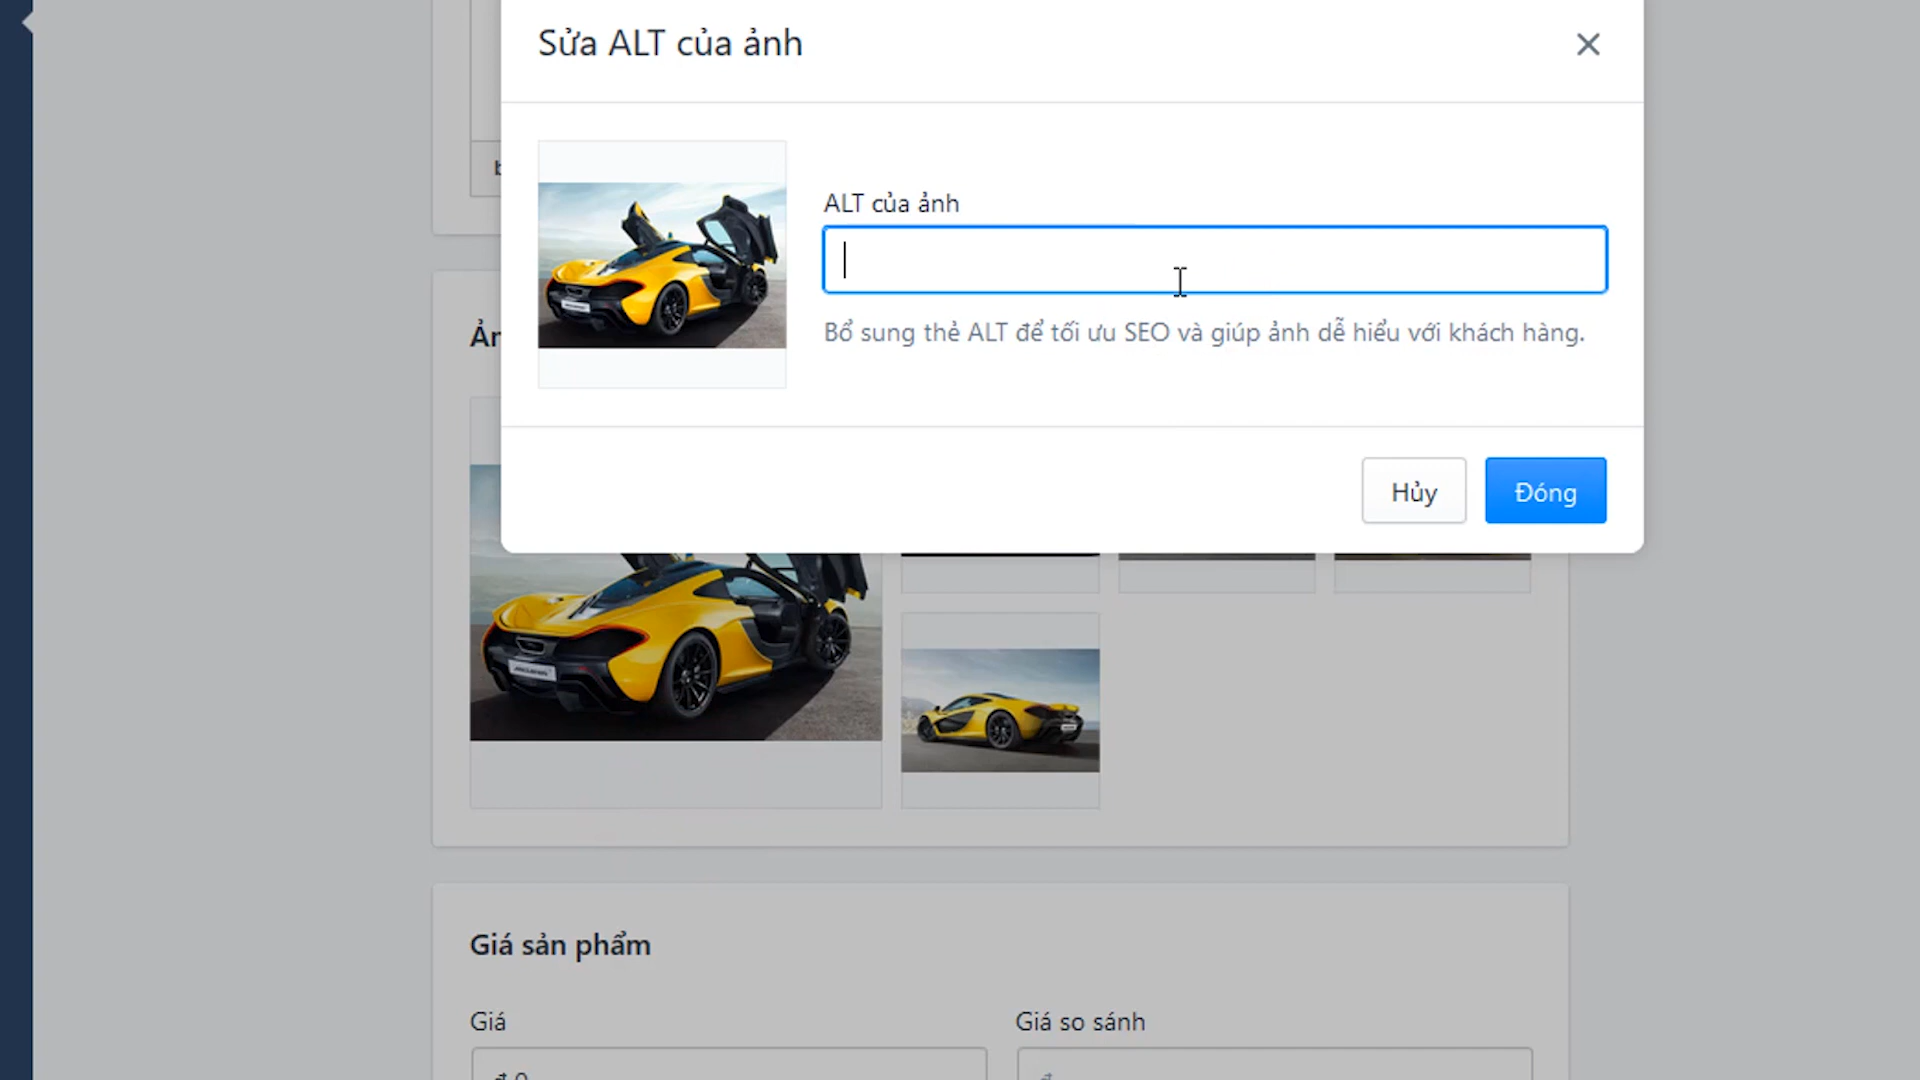 Sửa ALT của ảnh
ALT của ảnh
Bổ sung thẻ ALT để tối ưu SEO và giúp ảnh dễ hiểu với khách hàng.
Hủy
Đóng
Giá sản phẩm
Giá
Giá so sánh